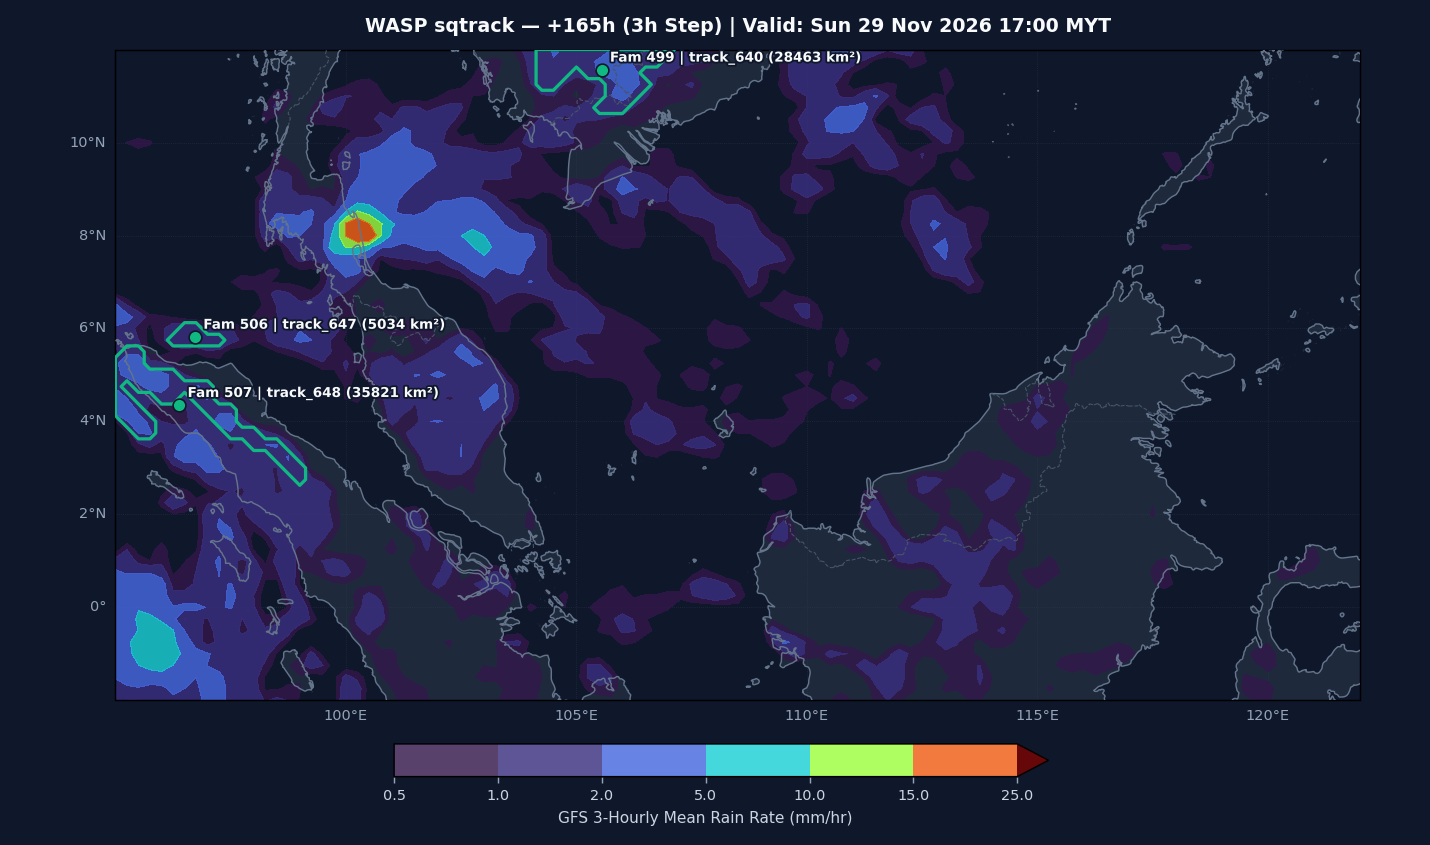 WASP sqtrack — +165h (3h Step) | Valid: Sun 29 Nov 2026 17:00 MYT
Fam 499 | track_640 (28463 km²)
10°N
8°N
6°N
Fam 506 | track_647 (5034 km²)
Fam 507 | track_648 (35821 km²)
4°N
2°N
0°
100°E
105°E
110°E
115°E
120°E
0.5
1.0
2.0
5.0
10.0
15.0
25.0
GFS 3-Hourly Mean Rain Rate (mm/hr)